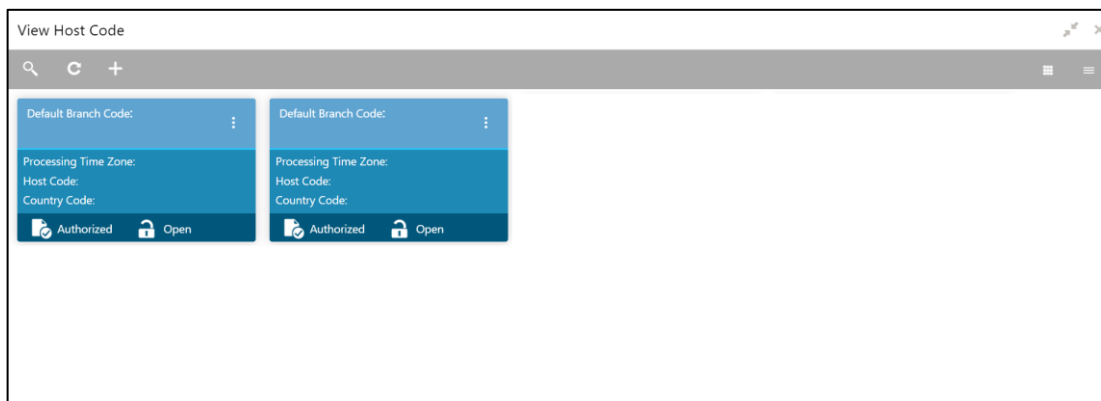 View Host Code
Default Branch Code:
Processing Time Zone:
Host Code:
Country Code:
Authorized Open
Default Branch Code:
Processing Time Zone:
Host Code:
Country Code:
Authorized Open